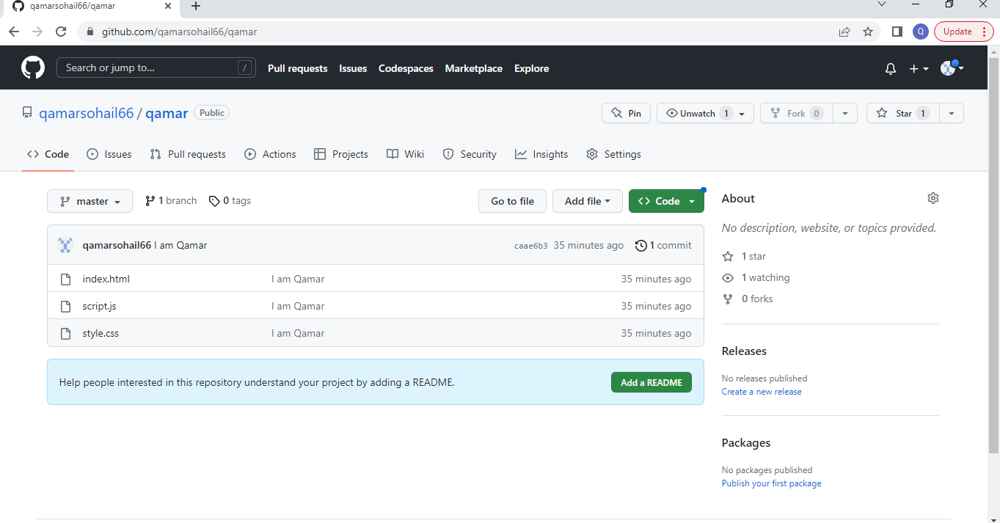 qamarsohail66/qamar
github.com/qamarsohail66/qamar
Q
Update
Search or jump to...
/
Pull requests
Issues
Codespaces
Marketplace
Explore
qamarsohail66 / qamar
Public
Pin
Unwatch 1
Fork 0
Star 1
Code
Issues
Pull requests
Actions
Projects
Wiki
Security
Insights
Settings
master
1 branch
0 tags
Go to file
Add file
Code
qamarsohail66 I am Qamar
caae6b3 35 minutes ago
1 commit
index.html I am Qamar 35 minutes ago
script.js I am Qamar 35 minutes ago
style.css I am Qamar 35 minutes ago
Help people interested in this repository understand your project by adding a README.
Add a README
About
No description, website, or topics provided.
1 star
1 watching
0 forks
Releases
No releases published
Create a new release
Packages
No packages published
Publish your first package